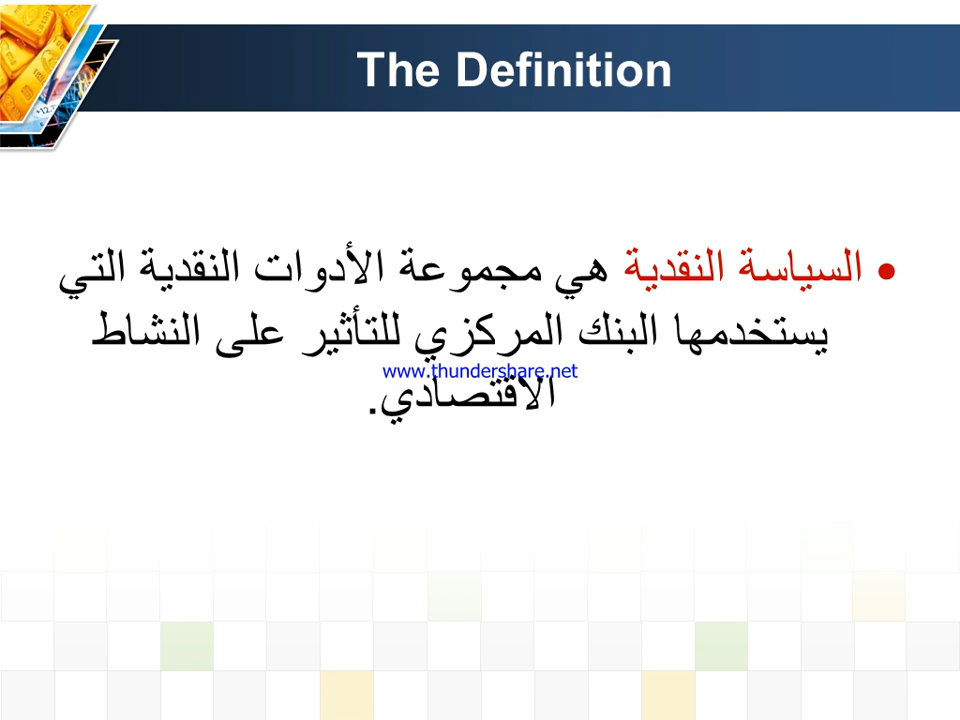 The Definition
• السياسة النقدية هي مجموعة الأدوات النقدية التي
يستخدمها البنك المركزي للتأثير على النشاط
www.thundershare.net
الاقتصادي.